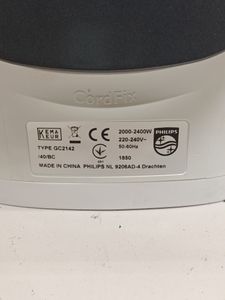 CordFix
KEMA
KEUR
CE
2000-2400W
220-240V~
50-60Hz
PHILIPS
TYPE GC2142
/40/BC
1850
MADE IN CHINA PHILIPS NL 9206AD-4 Drachten